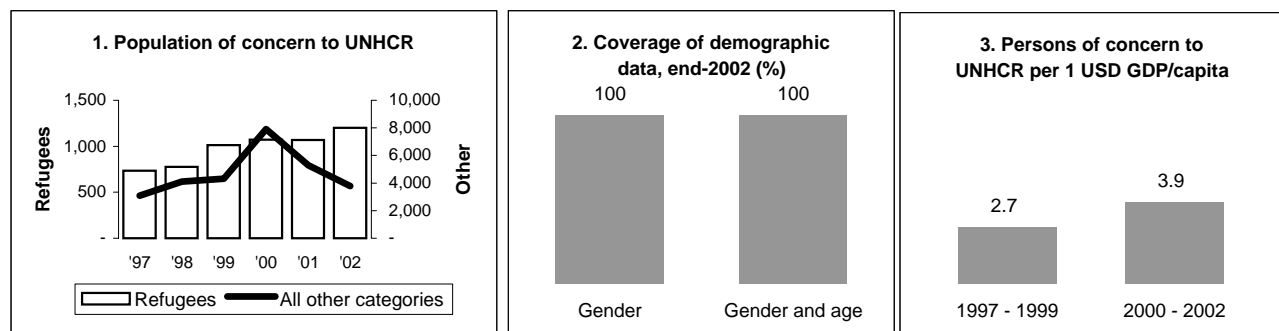 1. Population of concern to UNHCR
1,500
1,000
500
-
Refugees
10,000
8,000
6,000
4,000
2,000
-
Other
'97 '98 '99 '00 '01 '02
Refugees All other categories
2. Coverage of demographic
data, end-2002 (%)
100 100
Gender Gender and age
3. Persons of concern to
UNHCR per 1 USD GDP/capita
2.7
3.9
1997 - 1999 2000 - 2002